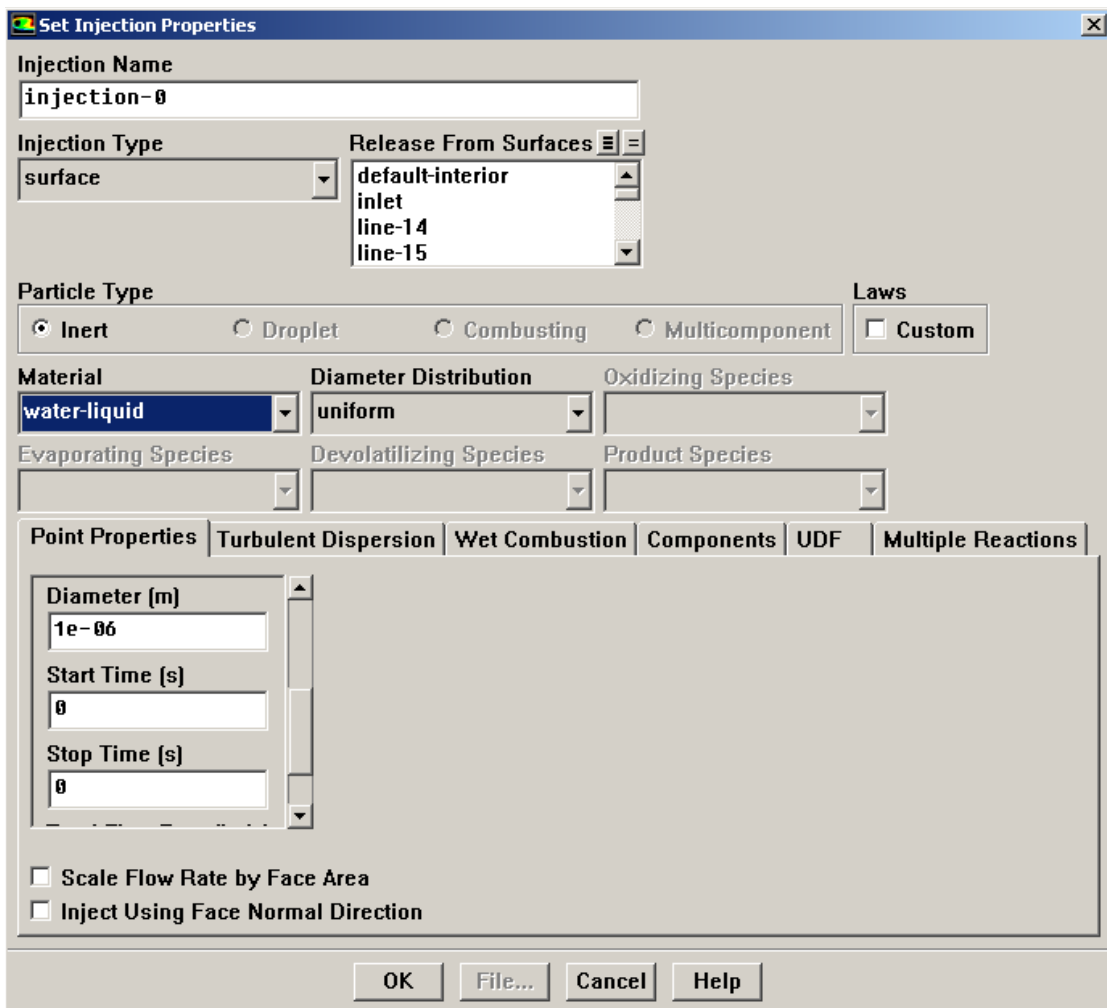 Set Injection Properties
Injection Name
injection-0
Injection Type Release From Surfaces
surface
default-interior
inlet
line-14
line-15
Particle Type Laws
Inert Droplet Combusting Multicomponent Custom
Material Diameter Distribution Oxidizing Species
water-liquid uniform
Evaporating Species Devolatilizing Species Product Species
Point Properties Turbulent Dispersion Wet Combustion Components UDF Multiple Reactions
Diameter (m)
1e-06
Start Time (s)
0
Stop Time (s)
0
Scale Flow Rate by Face Area
Inject Using Face Normal Direction
OK File... Cancel Help